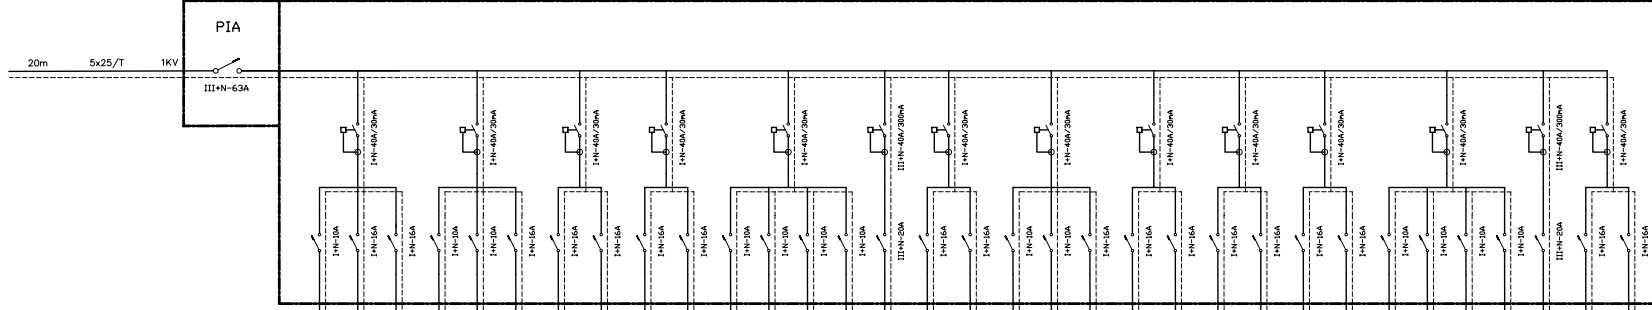 PIA
20m 5x25/T 1KV
III+N-63A
I+N-40A/30mA
I+N-40A/30mA
I+N-40A/30mA
I+N-40A/30mA
I+N-40A/30mA
III+N-40A/300mA
I+N-40A/30mA
I+N-40A/30mA
I+N-40A/30mA
I+N-40A/30mA
I+N-40A/30mA
I+N-40A/30mA
III+N-40A/300mA
I+N-40A/30mA
I+N-10A
I+N-16A
I+N-16A
I+N-10A
I+N-10A
I+N-16A
I+N-16A
I+N-16A
I+N-16A
I+N-16A
I+N-10A
I+N-10A
I+N-10A
I+N-10A
III+N-20A
I+N-16A
I+N-16A
I+N-10A
I+N-10A
I+N-16A
I+N-16A
I+N-16A
I+N-16A
I+N-16A
I+N-16A
I+N-16A
I+N-10A
I+N-10A
I+N-10A
I+N-10A
III+N-20A
I+N-16A
I+N-16A